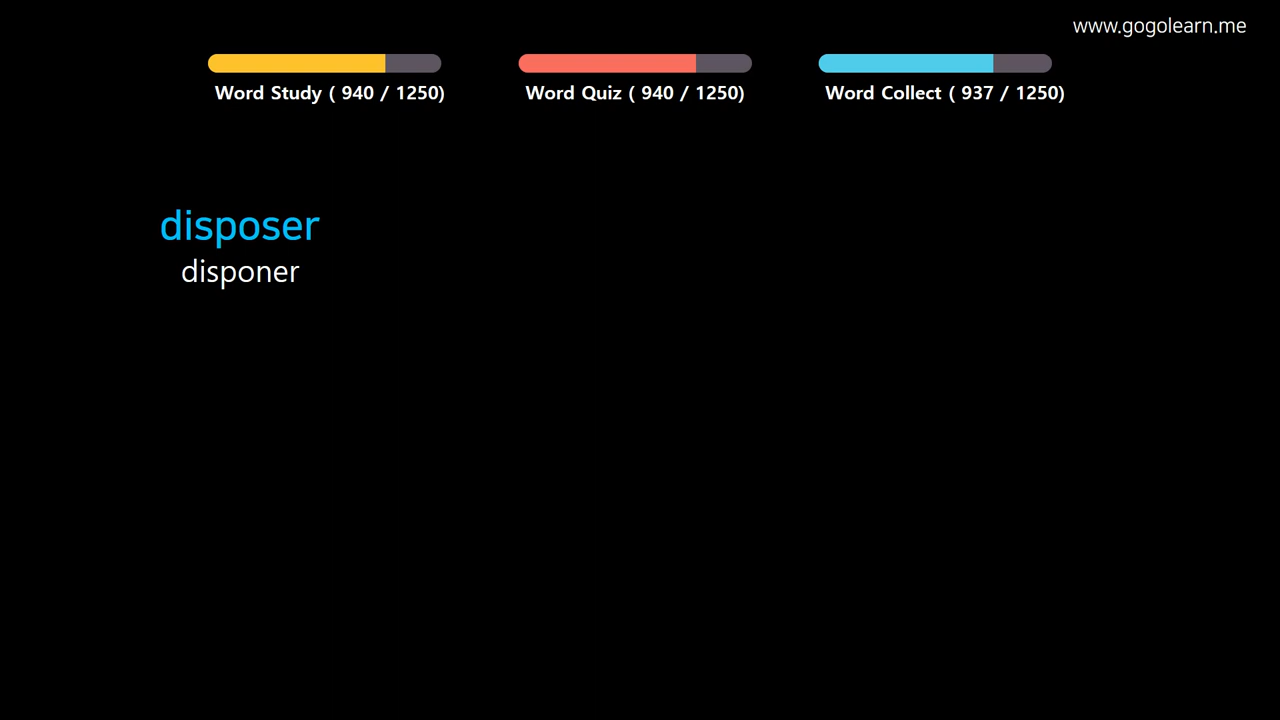 www.gogolearn.me
Word Study ( 940 / 1250)
Word Quiz ( 940 / 1250)
Word Collect ( 937 / 1250)
disposer
disponer